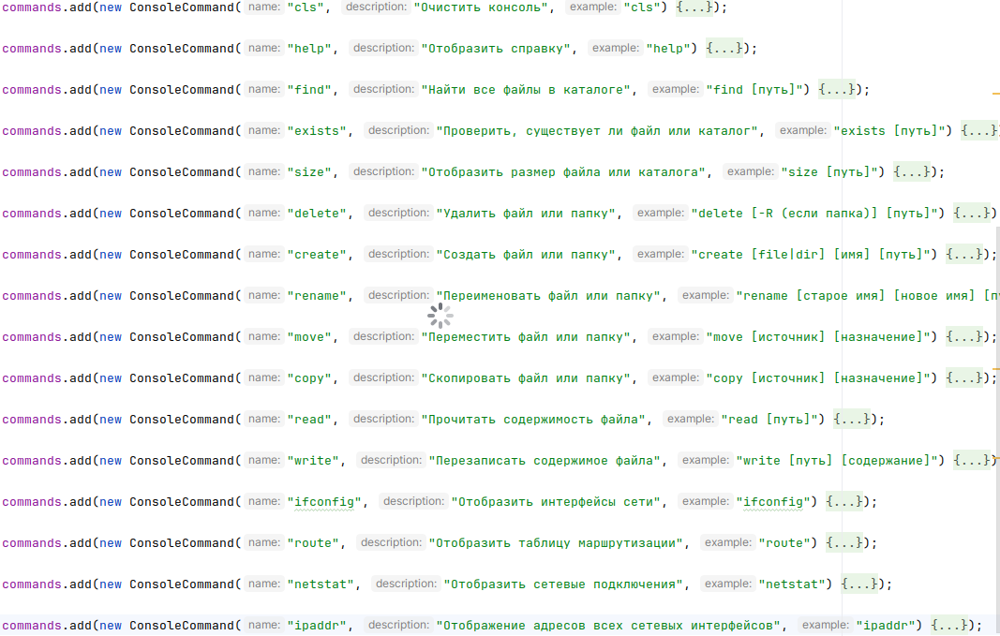 commands.add(new ConsoleCommand( name: "cls", description: "Очистить консоль", example: "cls") {...});
commands.add(new ConsoleCommand( name: "help", description: "Отобразить справку", example: "help") {...});
commands.add(new ConsoleCommand( name: "find", description: "Найти все файлы в каталоге", example: "find [путь]") {...});
commands.add(new ConsoleCommand( name: "exists", description: "Проверить, существует ли файл или каталог", example: "exists [путь]") {...}
commands.add(new ConsoleCommand( name: "size", description: "Отобразить размер файла или каталога", example: "size [путь]") {...});
commands.add(new ConsoleCommand( name: "delete", description: "Удалить файл или папку", example: "delete [-R (если папка)] [путь]") {...})
commands.add(new ConsoleCommand( name: "create", description: "Создать файл или папку", example: "create [file|dir] [имя] [путь]") {...});
commands.add(new ConsoleCommand( name: "rename", description: "Переименовать файл или папку", example: "rename [старое имя] [новое имя]
commands.add(new ConsoleCommand( name: "move", description: "Переместить файл или папку", example: "move [источник] [назначение]") {...});
commands.add(new ConsoleCommand( name: "copy", description: "Скопировать файл или папку", example: "copy [источник] [назначение]") {...});
commands.add(new ConsoleCommand( name: "read", description: "Прочитать содержимость файла", example: "read [путь]") {...});
commands.add(new ConsoleCommand( name: "write", description: "Перезаписать содержимое файла", example: "write [путь] [содержание]") {...})
commands.add(new ConsoleCommand( name: "ifconfig", description: "Отобразить интерфейсы сети", example: "ifconfig") {...});
commands.add(new ConsoleCommand( name: "route", description: "Отобразить таблицу маршрутизации", example: "route") {...});
commands.add(new ConsoleCommand( name: "netstat", description: "Отобразить сетевые подключения", example: "netstat") {...});
commands.add(new ConsoleCommand( name: "ipaddr", description: "Отображение адресов всех сетевых интерфейсов", example: "ipaddr") {...});